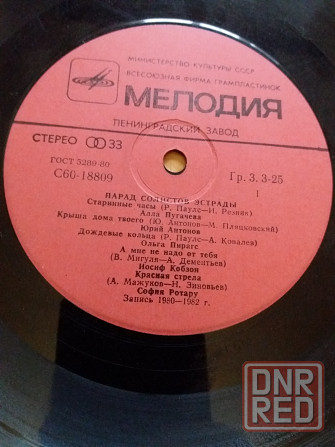 МИНИСТЕРСТВО КУЛЬТУРЫ СССР
ВСЕСОЮЗНАЯ ФИРМА ГРАМПЛАСТИНОК
МЕЛОДИЯ
ЛЕНИНГРАДСКИЙ ЗАВОД
СТЕРЕО 33
ГОСТ 5289-80
С60-18809
Гр. 3. 3-25
1
ПАРАД СОЛИСТОВ ЭСТРАДЫ
Старинные часы (Р. Паулс—И. Резник)
Алла Пугачева
Крыша дома твоего (Ю. Антонов—М. Пляцковский)
Юрий Антонов
Дождевые кольца (Р. Паулс—А. Ковалев)
Ольга Пирагс
А мне не надо от тебя
(В. Мигуля—А. Дементьев)
Иосиф Кобзон
Красная стрела
(А. Мажуков—Н. Зиновьев)
София Ротару
Запись 1980—1982 г.
DNR
RED